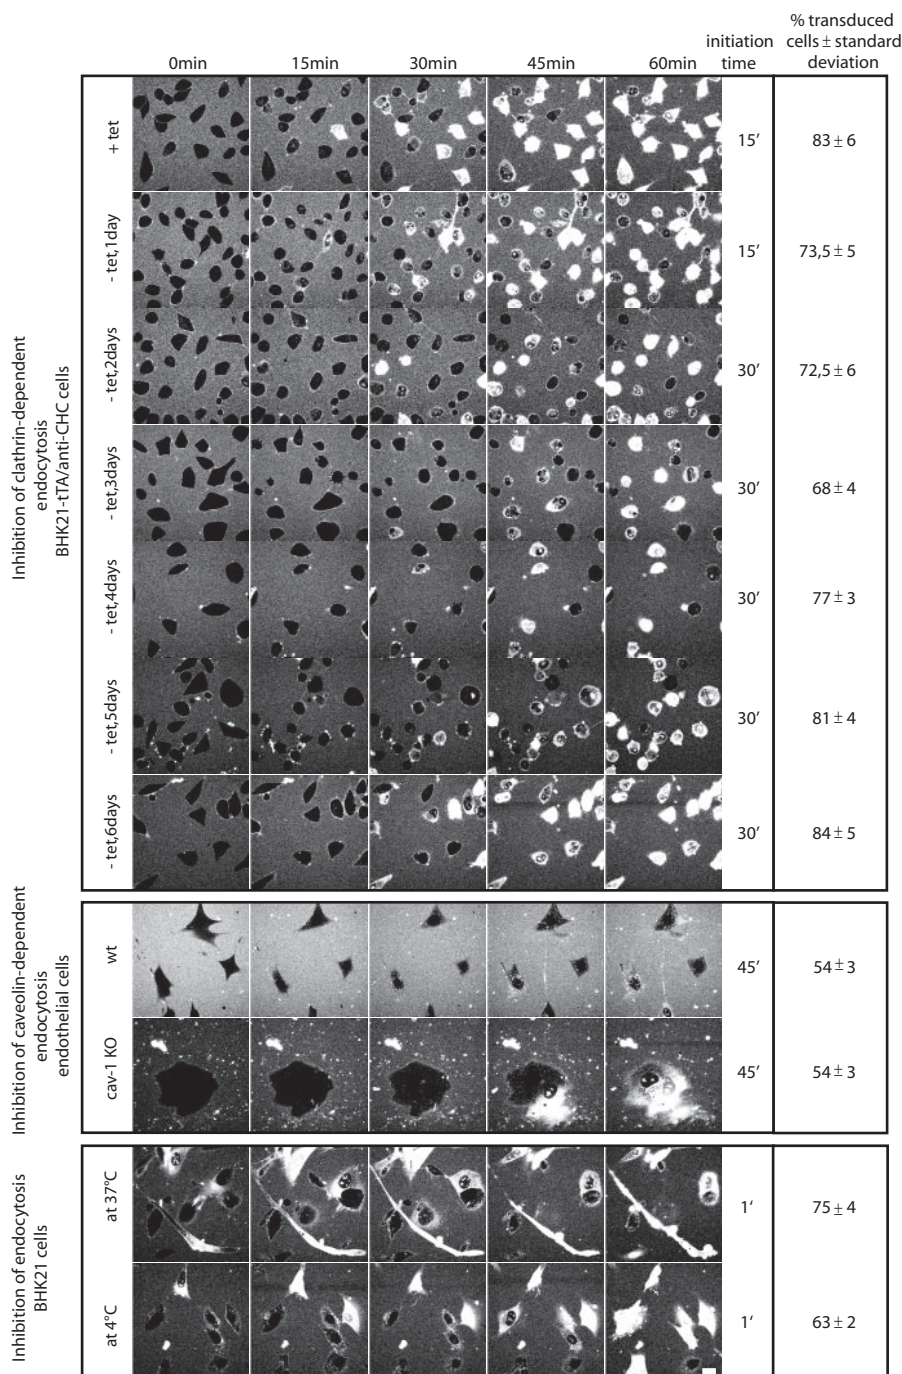 % transduced
initiation cells ± standard
0min 15min 30min 45min 60min time deviation
Inhibition of clathrin-dependent
endocytosis
BHK21-tTA/anti-CHC cells
+ tet 15’ 83 ± 6
- tet,1day 15’ 73,5 ± 5
- tet,2days 30’ 72,5 ± 6
- tet,3days 30’ 68 ± 4
- tet,4days 30’ 77 ± 3
- tet,5days 30’ 81 ± 4
- tet,6days 30’ 84 ± 5
Inhibition of caveolin-dependent
endocytosis
endothelial cells
wt 45’ 54 ± 3
cav-1 KO 45’ 54 ± 3
Inhibition of endocytosis
BHK21 cells
at 37°C 1‘ 75 ± 4
at 4°C 1‘ 63 ± 2